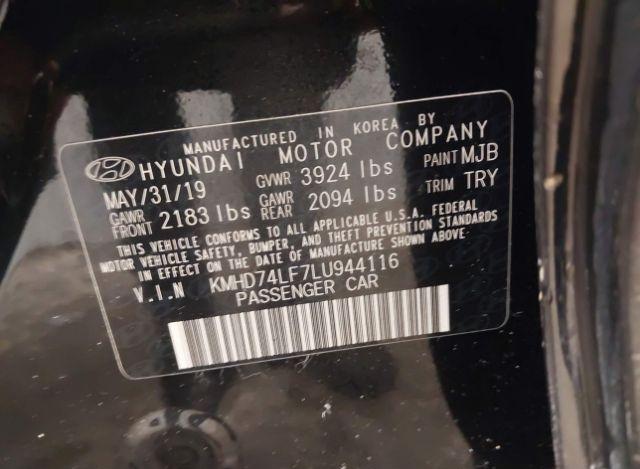 MANUFACTURED IN KOREA BY
HYUNDAI MOTOR COMPANY
MAY/31/19 GVWR 3924 lbs PAINT MJB
GAWR FRONT 2183 lbs GAWR REAR 2094 lbs TRIM TRY
THIS VEHICLE CONFORMS TO ALL APPLICABLE U.S.A. FEDERAL
MOTOR VEHICLE SAFETY, BUMPER, AND THEFT PREVENTION STANDARDS
IN EFFECT ON THE DATE OF MANUFACTURE SHOWN ABOVE.
V.I.N KMHD74LF7LU944116
PASSENGER CAR